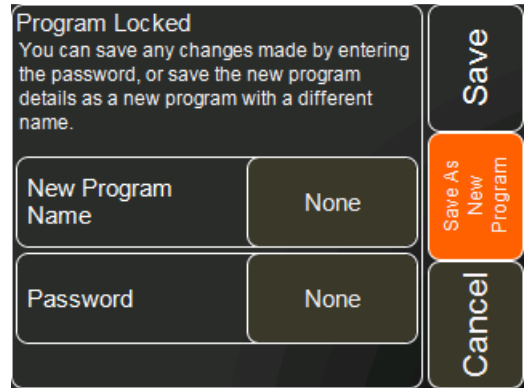 Program Locked
You can save any changes made by entering
the password, or save the new program
details as a new program with a different
name.
New Program
Name
None
Password
None
Save
Save As
New
Program
Cancel